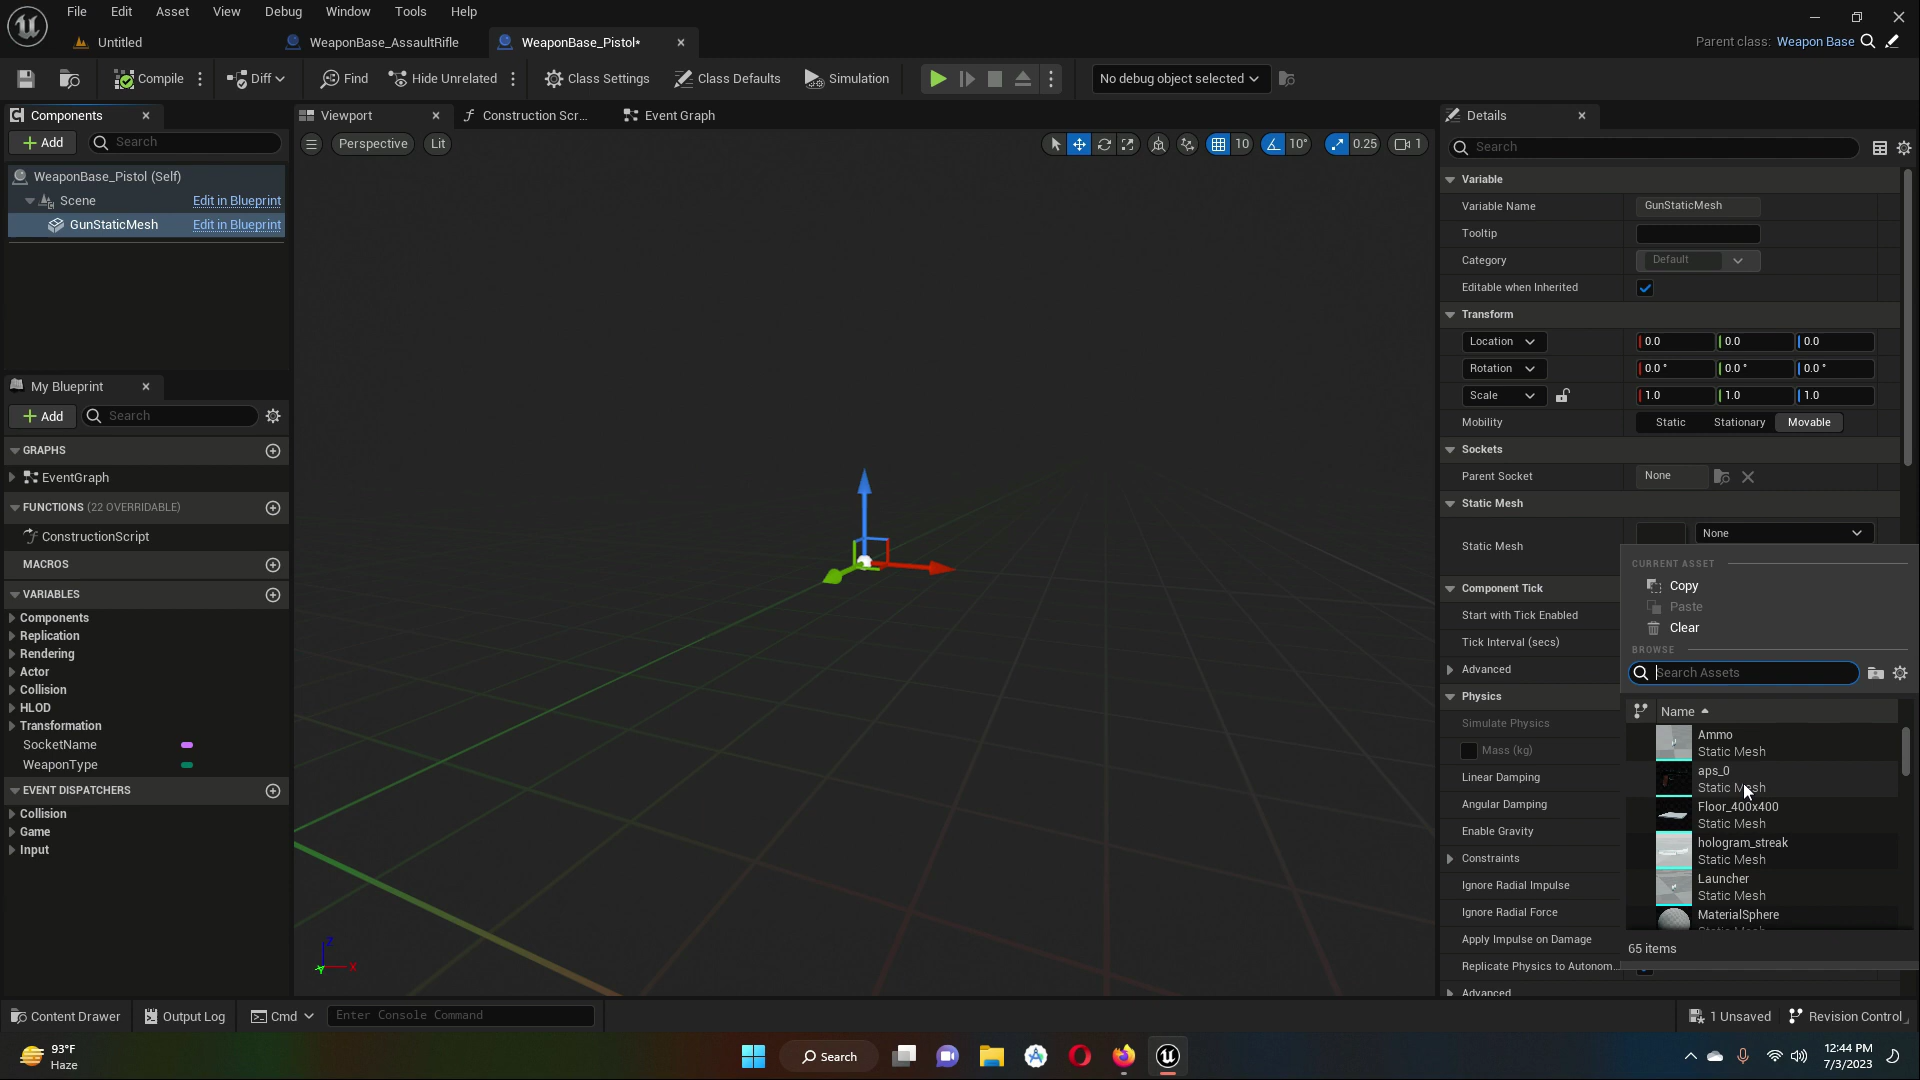 File Edit Asset View Debug Window Tools Help
Untitled WeaponBase_AssaultRifle WeaponBase_Pistol* Parent class: Weapon Base
Compile Diff Find Hide Unrelated Class Settings Class Defaults Simulation No debug object selected
Components
Add Search
WeaponBase_Pistol (Self)
Scene Edit in Blueprint
GunStaticMesh Edit in Blueprint
My Blueprint
Add Search
GRAPHS
EventGraph
FUNCTIONS (22 OVERRIDABLE)
ConstructionScript
MACROS
VARIABLES
Components
Replication
Rendering
Actor
Collision
HLOD
Transformation
SocketName
WeaponType
EVENT DISPATCHERS
Collision
Game
Input
Viewport Construction Scr... Event Graph
Perspective Lit 10 10° 0.25 1
Z
X
Y
Details
Search
Variable
Variable Name GunStaticMesh
Tooltip
Category Default
Editable when Inherited
Transform
Location 0.0 0.0 0.0
Rotation 0.0 ° 0.0 ° 0.0 °
Scale 1.0 1.0 1.0
Mobility Static Stationary Movable
Sockets
Parent Socket None
Static Mesh
Static Mesh None
Component Tick
Start with Tick Enabled
Tick Interval (secs)
Advanced
Physics
Simulate Physics
Mass (kg)
Linear Damping
Angular Damping
Enable Gravity
Constraints
Ignore Radial Impulse
Ignore Radial Force
Apply Impulse on Damage
Replicate Physics to Autonom...
Advanced
CURRENT ASSET
Copy
Paste
Clear
BROWSE
Search Assets
Name
Ammo
Static Mesh
aps_0
Static Mesh
Floor_400x400
Static Mesh
hologram_streak
Static Mesh
Launcher
Static Mesh
MaterialSphere
65 items
Content Drawer Output Log Cmd Enter Console Command 1 Unsaved Revision Control
93°F
Haze
Search
12:44 PM
7/3/2023